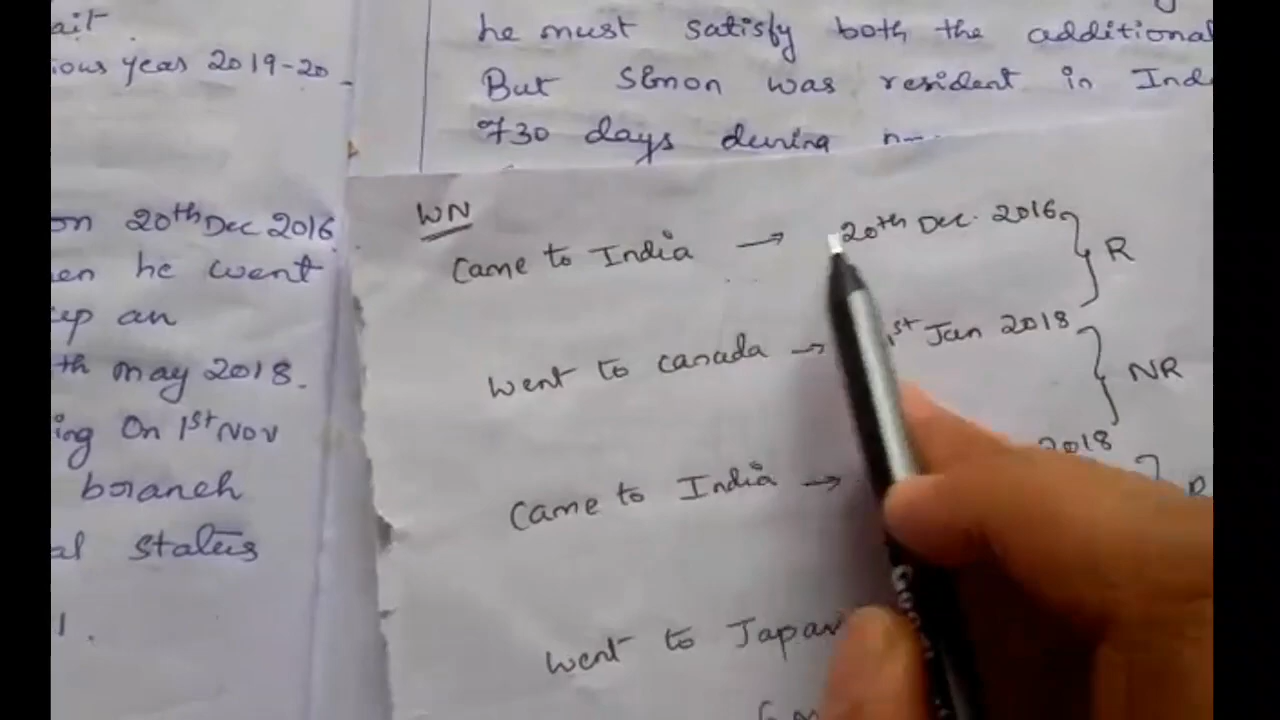 ious year 2019-20
on 20th Dec 2016
en he went
an
th may 2018.
ing On 1st Nov
branch
al status
1.
he must satisfy both the additional
But Simon was resident in Ind
730 days during
WN
Came to India → 20th Dec. 2016 } R
Went to canada → 1st Jan 2018 } NR
Came to India → 2018
Went to Japan